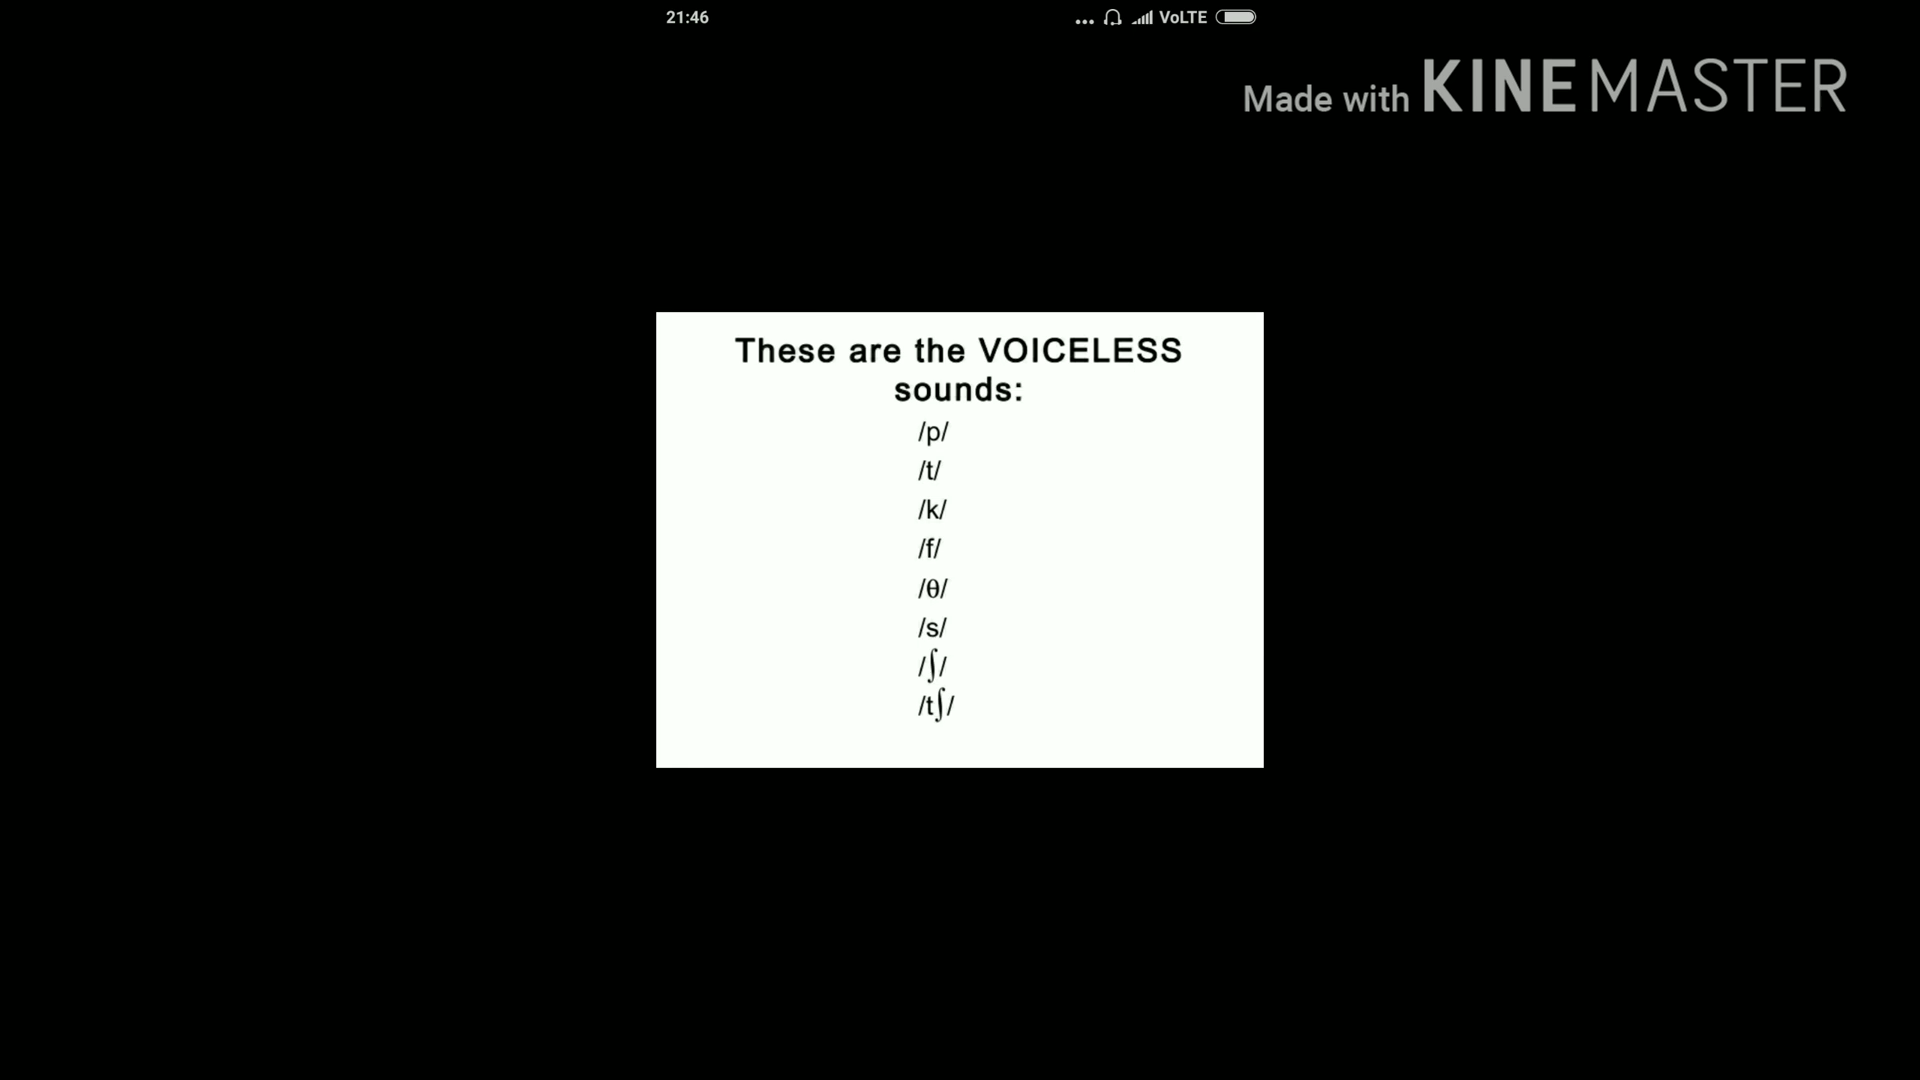 21:46
... VoLTE
Made with KINEMASTER
These are the VOICELESS
sounds:
/p/
/t/
/k/
/f/
/θ/
/s/
/ʃ/
/tʃ/